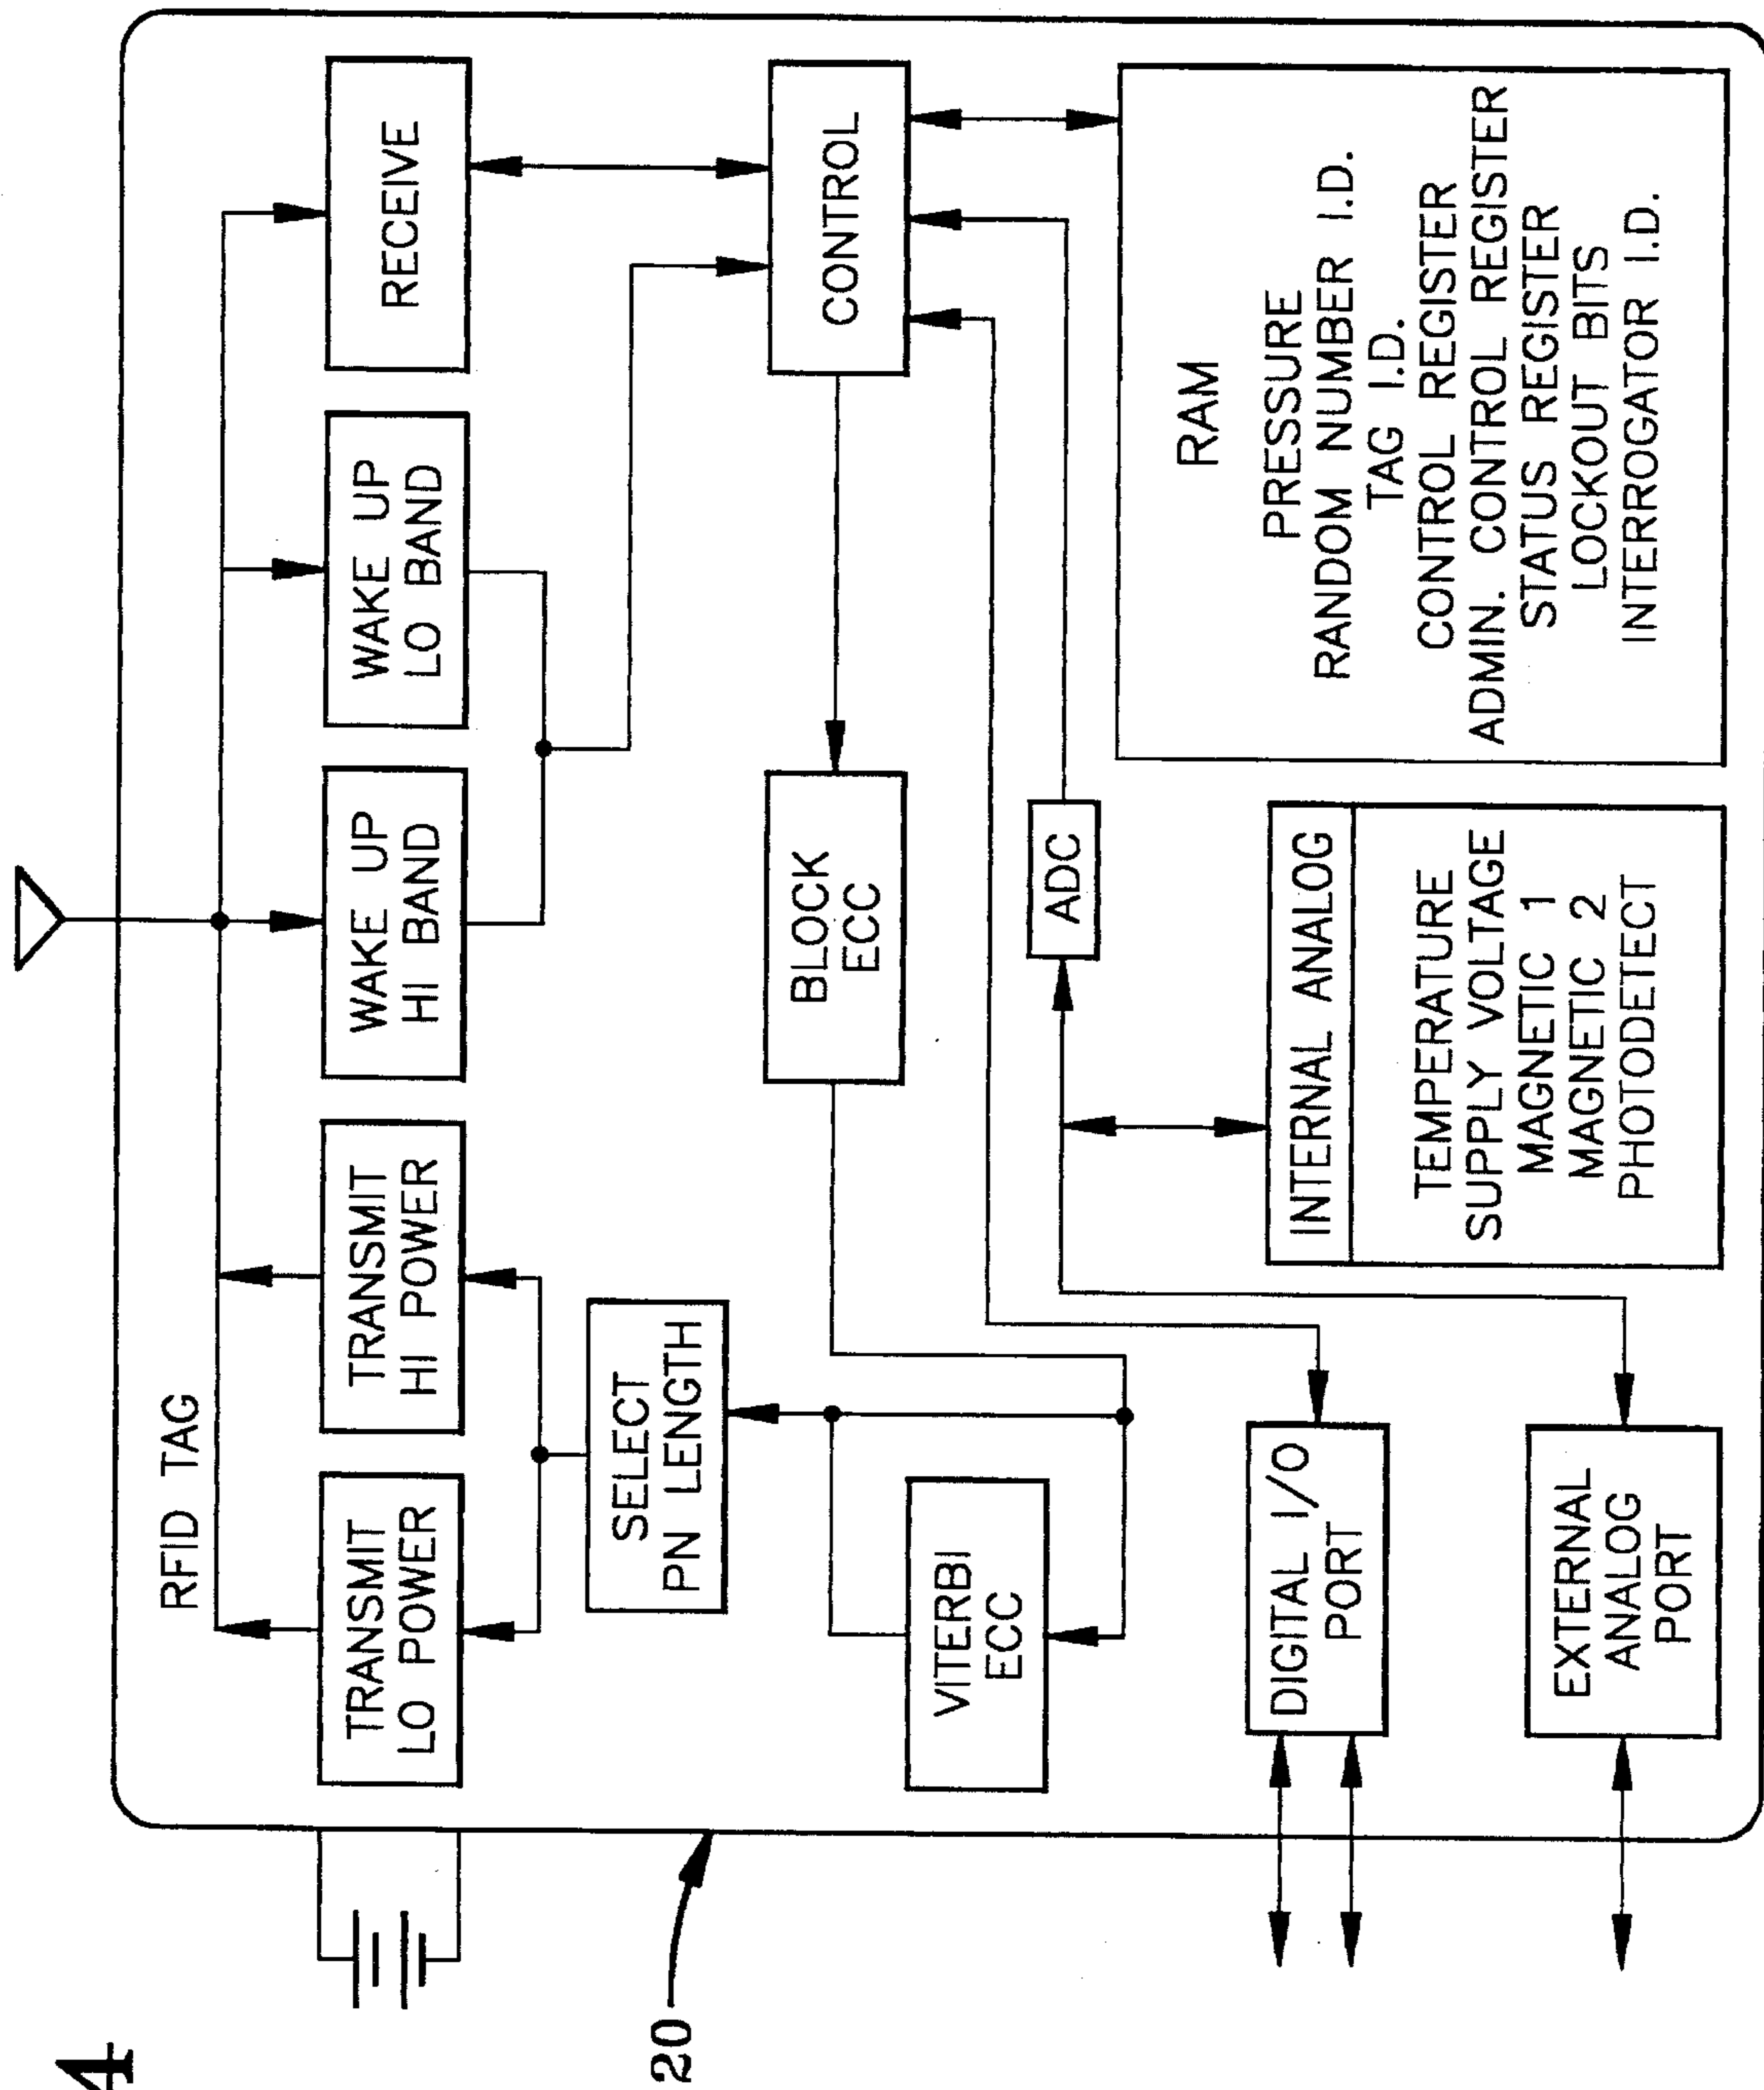 4
20
RFID TAG
TRANSMIT
LO POWER
TRANSMIT
HI POWER
WAKE UP
HI BAND
WAKE UP
LO BAND
RECEIVE
SELECT
PN LENGTH
VITERBI
ECC
BLOCK
ECC
CONTROL
ADC
DIGITAL I/O
PORT
EXTERNAL
ANALOG
PORT
INTERNAL ANALOG
TEMPERATURE
SUPPLY VOLTAGE
MAGNETIC 1
MAGNETIC 2
PHOTODETECT
RAM
PRESSURE
RANDOM NUMBER I.D.
TAG I.D.
CONTROL REGISTER
ADMIN. CONTROL REGISTER
STATUS REGISTER
LOCKOUT BITS
INTERROGATOR I.D.